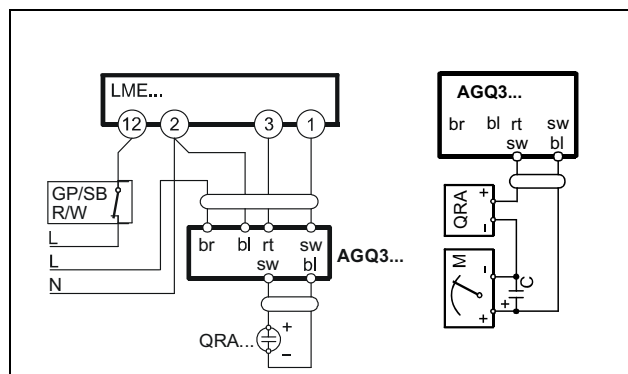 LME...
12 2 3 1
GP/SB
R/W
L
L
N
br bl rt sw
sw bl
AGQ3...
QRA...
+
–
AGQ3...
br bl rt sw
sw bl
QRA
+
-
M
-
+
+
C